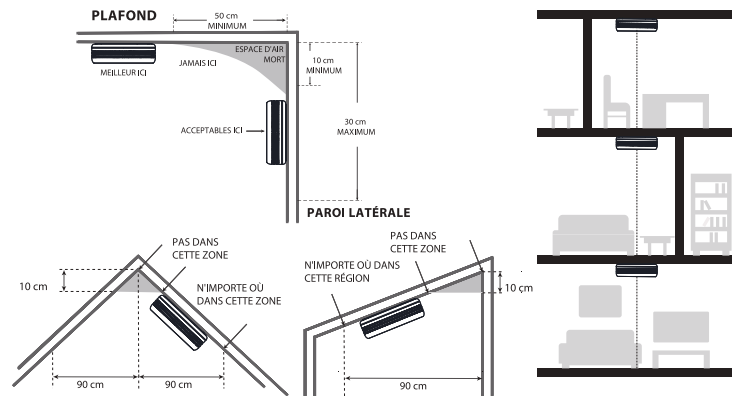 PLAFOND
50 cm
MINIMUM
ESPACE D'AIR
MORT
JAMAIS ICI
MEILLEUR ICI
10 cm
MINIMUM
ACCEPTABLES ICI
30 cm
MAXIMUM
PAROI LATÉRALE
PAS DANS
CETTE ZONE
10 cm
N'IMPORTE OÙ
DANS CETTE ZONE
90 cm
90 cm
PAS DANS
CETTE ZONE
N'IMPORTE OÙ DANS
CETTE RÉGION
10 çm
90 cm